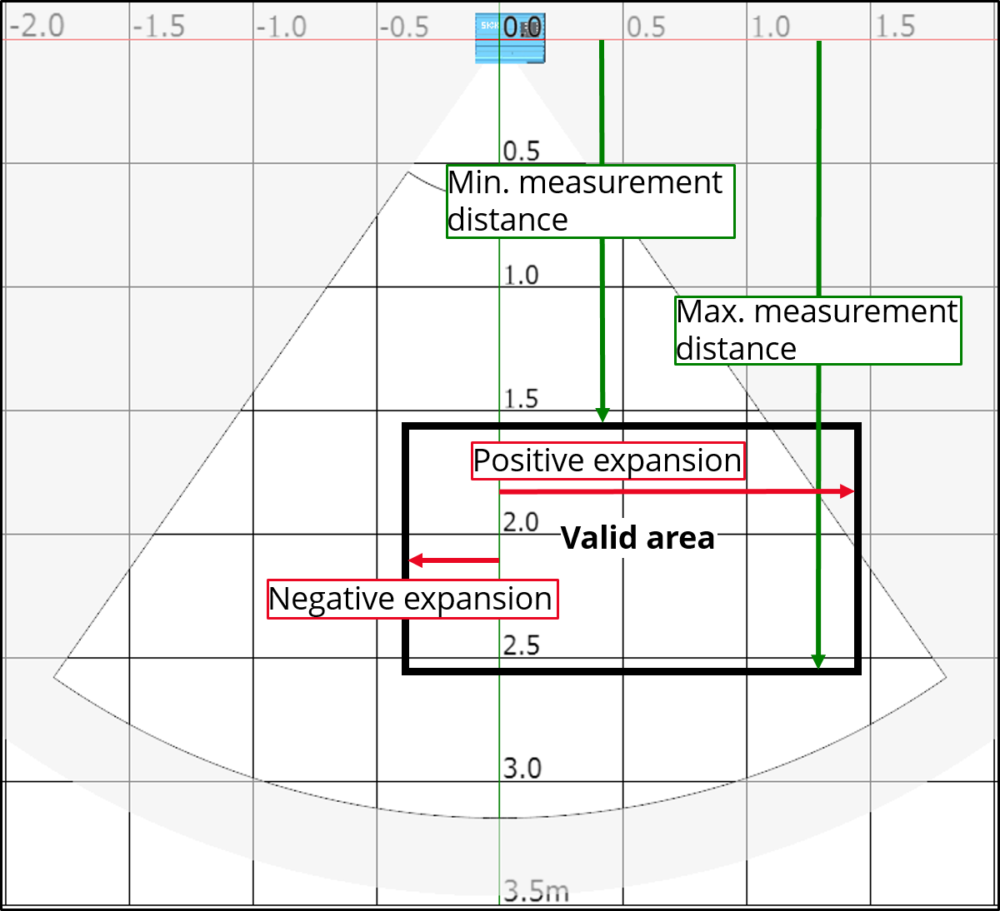 -2.0 -1.5 -1.0 -0.5 0.0 0.5 1.0 1.5
SICK
0.5
Min. measurement
distance
1.0
Max. measurement
distance
1.5
Positive expansion
2.0
Valid area
Negative expansion
2.5
3.0
3.5m